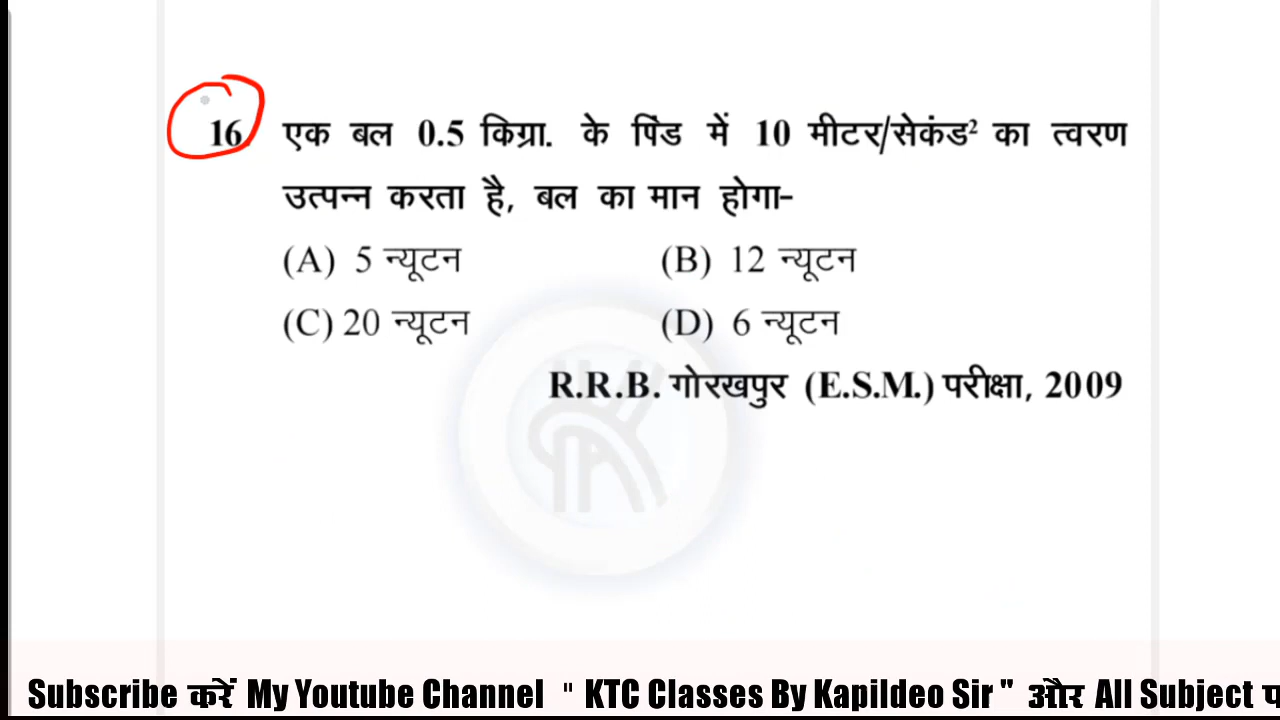 16. एक बल 0.5 किग्रा. के पिंड में 10 मीटर/सेकंड² का त्वरण
उत्पन्न करता है, बल का मान होगा-
(A) 5 न्यूटन (B) 12 न्यूटन
(C) 20 न्यूटन (D) 6 न्यूटन
R.R.B. गोरखपुर (E.S.M.) परीक्षा, 2009
Subscribe करें My Youtube Channel " KTC Classes By Kapildeo Sir " और All Subject